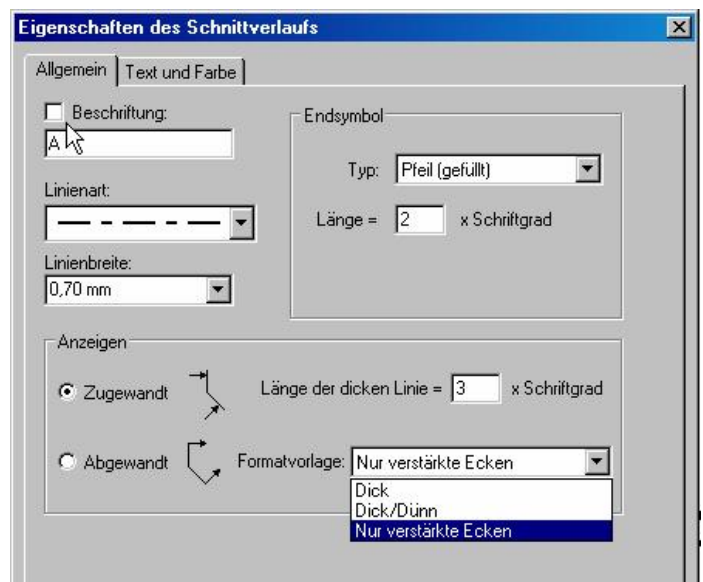 Eigenschaften des Schnittverlaufs
Allgemein
Text und Farbe
Beschriftung:
A
Linienart:
Linienbreite:
0,70 mm
Endsymbol
Typ: Pfeil (gefüllt)
Länge = 2 x Schriftgrad
Anzeigen
Zugewandt
Länge der dicken Linie = 3 x Schriftgrad
Abgewandt
Formatvorlage: Nur verstärkte Ecken
Dick
Dick/Dünn
Nur verstärkte Ecken